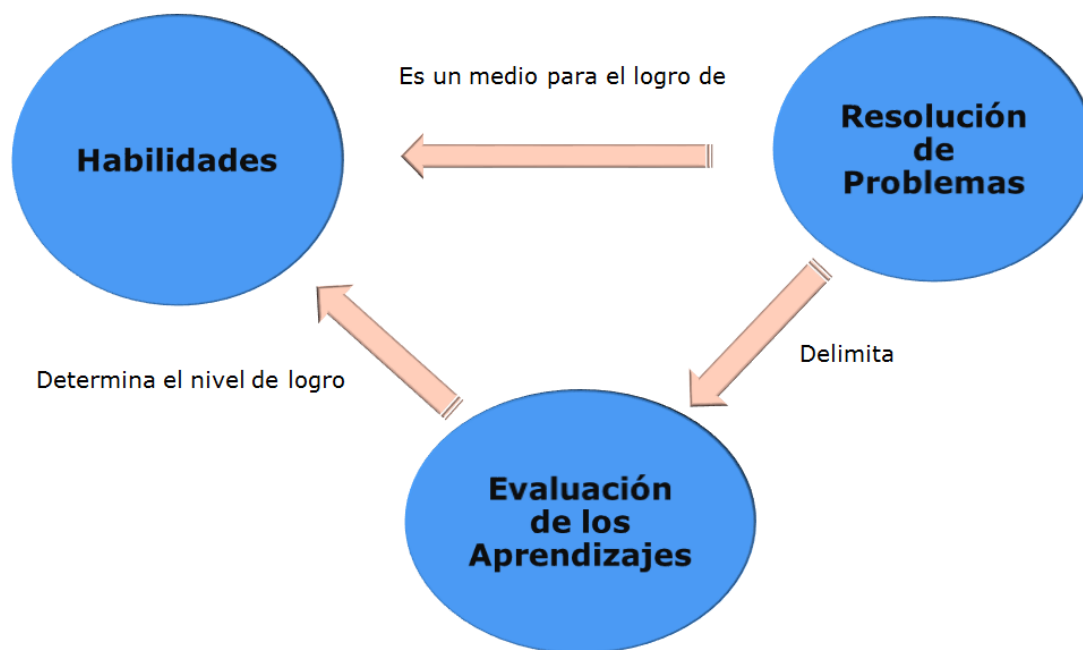 Es un medio para el logro de
Habilidades
Resolución
de
Problemas
Delimita
Determina el nivel de logro
Evaluación
de los
Aprendizajes